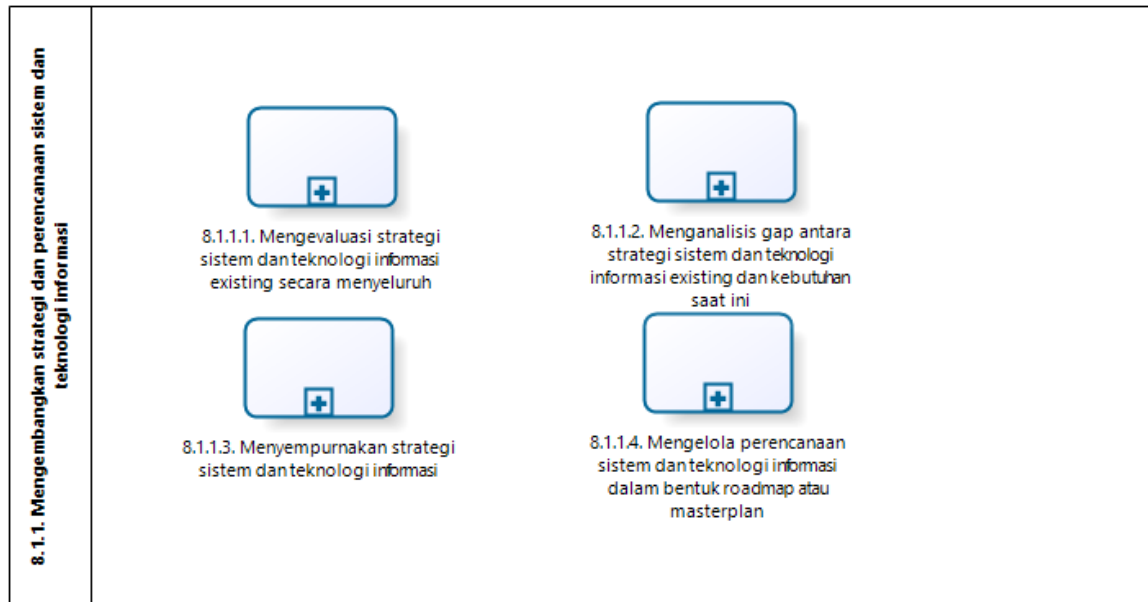 8.1.1. Mengembangkan strategi dan perencanaan sistem dan
teknologi informasi
8.1.1.1. Mengevaluasi strategi
sistem dan teknologi informasi
existing secara menyeluruh
8.1.1.2. Menganalisis gap antara
strategi sistem dan teknologi
informasi existing dan kebutuhan
saat ini
8.1.1.3. Menyempurnakan strategi
sistem dan teknologi informasi
8.1.1.4. Mengelola perencanaan
sistem dan teknologi informasi
dalam bentuk roadmap atau
masterplan